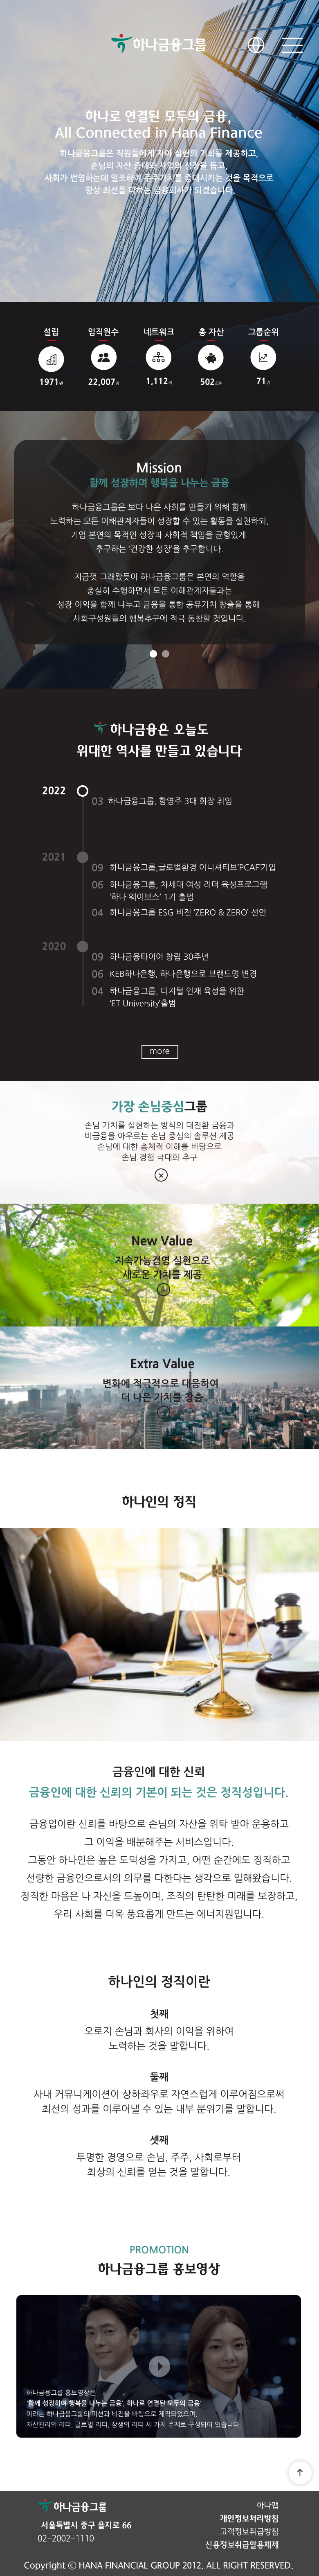 하나금융그룹
하나로 연결된 모두의 금융,
All Connected in Hana Finance
하나금융그룹은 직원들에게 자아 실현의 기회를 제공하고,
손님의 자산 증대와 사업의 성장을 돕고,
사회가 번영하는데 일조하여 주주가치를 증대시키는 것을 목적으로
항상 최선을 다하는 금융회사가 되겠습니다.
설립 임직원수 네트워크 총 자산 그룹순위
1971년 22,007명 1,112개 502조원 71위
Mission
함께 성장하며 행복을 나누는 금융
하나금융그룹은 보다 나은 사회를 만들기 위해 함께
노력하는 모든 이해관계자들이 성장할 수 있는 활동을 실천하되,
기업 본연의 목적인 성장과 사회적 책임을 균형있게
추구하는 '건강한 성장'을 추구합니다.
지금껏 그래왔듯이 하나금융그룹은 본연의 역할을
충실히 수행하면서 모든 이해관계자들과는
성장 이익을 함께 나누고 금융을 통한 공유가치 창출을 통해
사회구성원들의 행복추구에 적극 동참할 것입니다.
하나금융은 오늘도
위대한 역사를 만들고 있습니다
2022
03 하나금융그룹, 함영주 3대 회장 취임
2021
09 하나금융그룹,글로벌환경 이니셔티브'PCAF'가입
06 하나금융그룹, 차세대 여성 리더 육성프로그램
'하나 웨이브스' 1기 출범
04 하나금융그룹 ESG 비전 'ZERO & ZERO' 선언
2020
09 하나금융타이어 창립 30주년
06 KEB하나은행, 하나은행으로 브랜드명 변경
04 하나금융그룹, 디지털 인재 육성을 위한
'ET University'출범
more
가장 손님중심그룹
손님 가치를 실현하는 방식의 대전환 금융과
비금융을 아우르는 손님 중심의 솔루션 제공
손님에 대한 총체적 이해를 바탕으로
손님 경험 극대화 추구
New Value
지속가능경영 실현으로
새로운 가치를 제공
Extra Value
변화에 적극적으로 대응하여
더 나은 가치를 창출
하나인의 정직
금융인에 대한 신뢰
금융인에 대한 신뢰의 기본이 되는 것은 정직성입니다.
금융업이란 신뢰를 바탕으로 손님의 자산을 위탁 받아 운용하고
그 이익을 배분해주는 서비스입니다.
그동안 하나인은 높은 도덕성을 가지고, 어떤 순간에도 정직하고
선량한 금융인으로서의 의무를 다한다는 생각으로 일해왔습니다.
정직한 마음은 나 자신을 드높이며, 조직의 탄탄한 미래를 보장하고,
우리 사회를 더욱 풍요롭게 만드는 에너지원입니다.
하나인의 정직이란
첫째
오로지 손님과 회사의 이익을 위하여
노력하는 것을 말합니다.
둘째
사내 커뮤니케이션이 상하좌우로 자연스럽게 이루어짐으로써
최선의 성과를 이루어낼 수 있는 내부 분위기를 말합니다.
셋째
투명한 경영으로 손님, 주주, 사회로부터
최상의 신뢰를 얻는 것을 말합니다.
PROMOTION
하나금융그룹 홍보영상
하나금융그룹 홍보영상은
'함께 성장하며 행복을 나누는 금융', 하나로 연결된 모두의 금융'
이라는 하나금융그룹의 미션과 비전을 바탕으로 제작되었으며,
자산관리의 리더, 글로벌 리더, 상생의 리더 세 가지 주제로 구성되어 있습니다.
하나금융그룹
서울특별시 중구 을지로 66
02-2002-1110
하나맵
개인정보처리방침
고객정보취급방침
신용정보취급활용체제
Copyright ⓒ HANA FINANCIAL GROUP 2012. ALL RIGHT RESERVED.